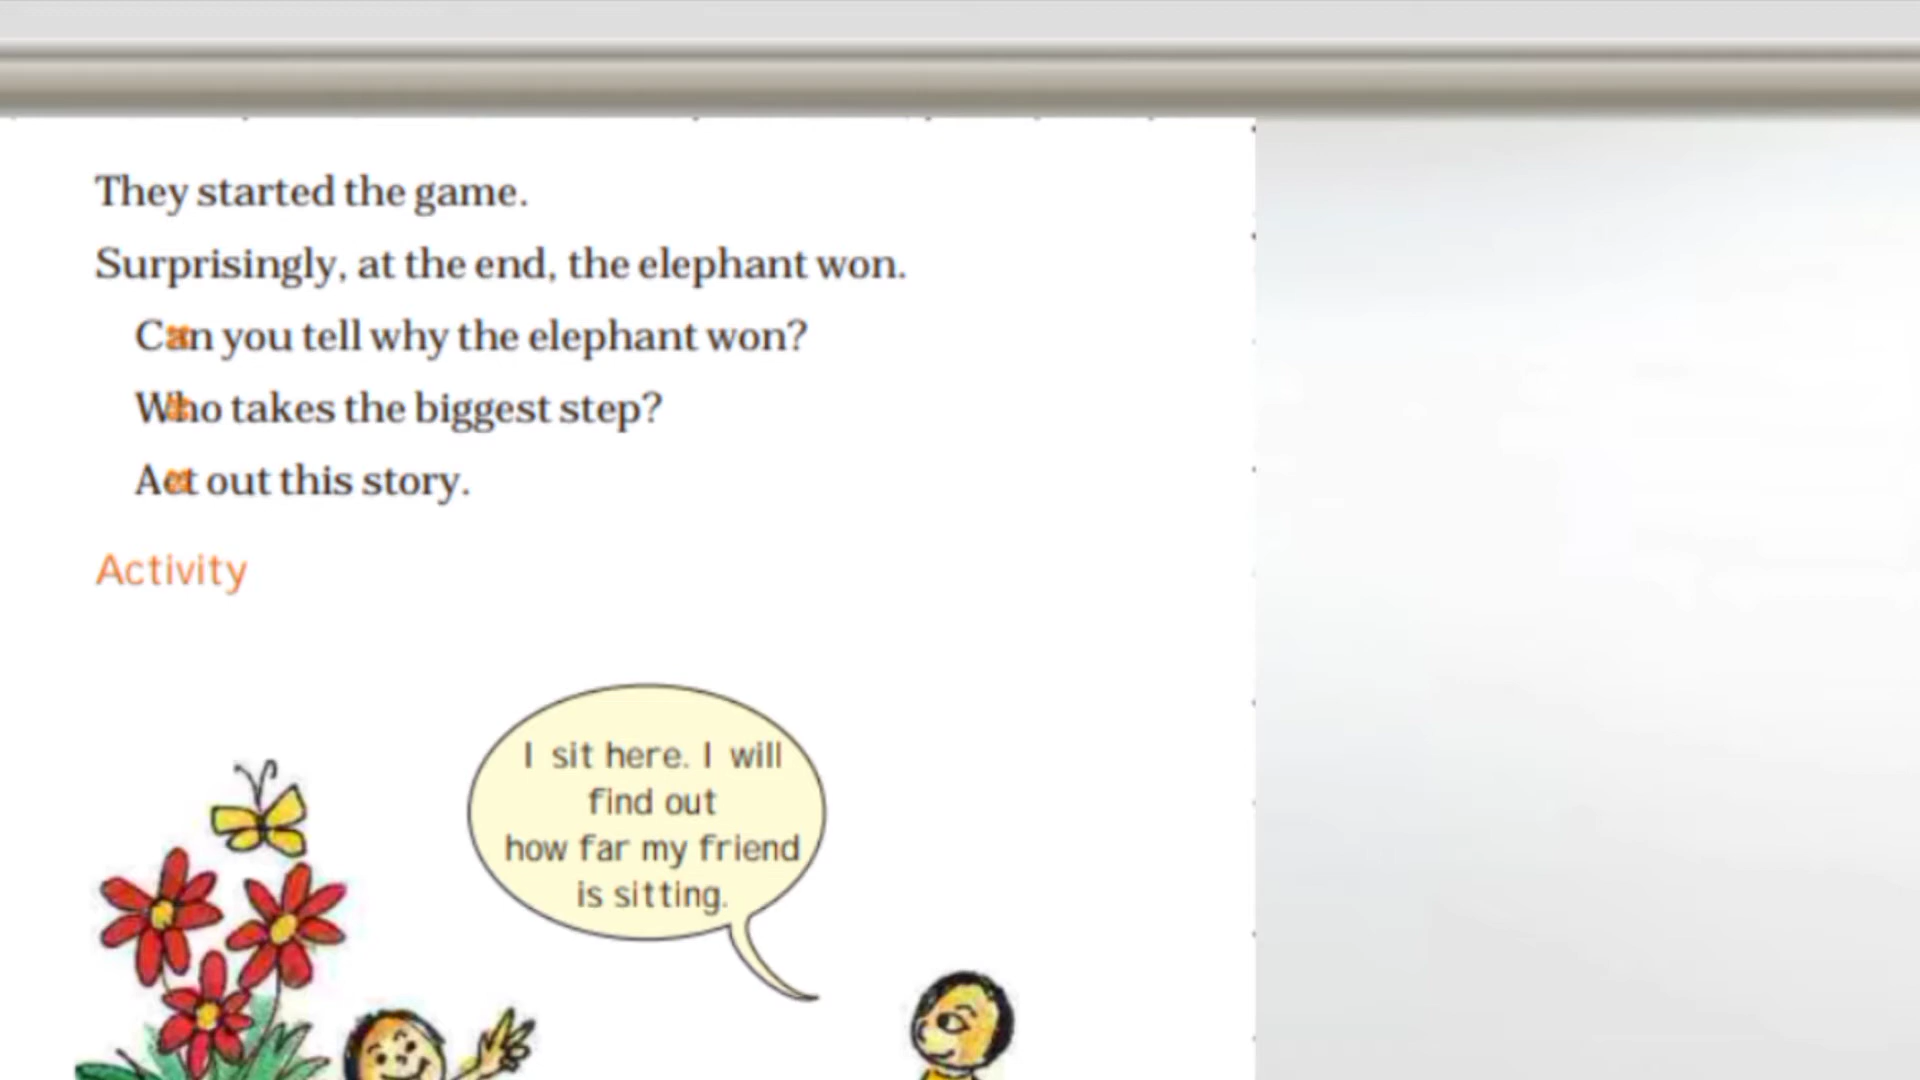 They started the game.
Surprisingly, at the end, the elephant won.
Can you tell why the elephant won?
Who takes the biggest step?
Act out this story.
Activity
I sit here. I will
find out
how far my friend
is sitting.